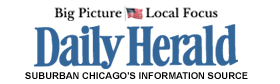 Big Picture Local Focus
Daily Herald
SUBURBAN CHICAGO'S INFORMATION SOURCE